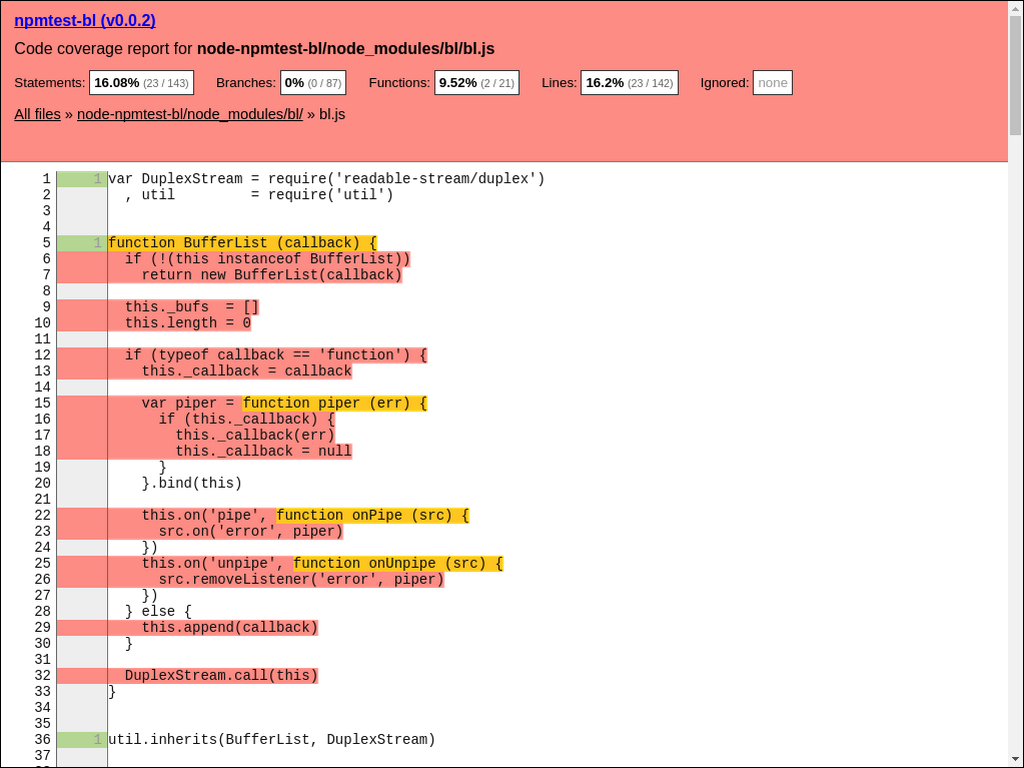 npmtest-bl (v0.0.2)
Code coverage report for node-npmtest-bl/node_modules/bl/bl.js
Statements: 16.08% (23 / 143) Branches: 0% (0 / 87) Functions: 9.52% (2 / 21) Lines: 16.2% (23 / 142) Ignored: none
All files » node-npmtest-bl/node_modules/bl/ » bl.js
1 1 var DuplexStream = require('readable-stream/duplex')
2   , util         = require('util')
3
4
5 1 function BufferList (callback) {
6   if (!(this instanceof BufferList))
7     return new BufferList(callback)
8
9   this._bufs  = []
10   this.length = 0
11
12   if (typeof callback == 'function') {
13     this._callback = callback
14
15     var piper = function piper (err) {
16       if (this._callback) {
17         this._callback(err)
18         this._callback = null
19       }
20     }.bind(this)
21
22     this.on('pipe', function onPipe (src) {
23       src.on('error', piper)
24     })
25     this.on('unpipe', function onUnpipe (src) {
26       src.removeListener('error', piper)
27     })
28   } else {
29     this.append(callback)
30   }
31
32   DuplexStream.call(this)
33 }
34
35
36 1 util.inherits(BufferList, DuplexStream)
37